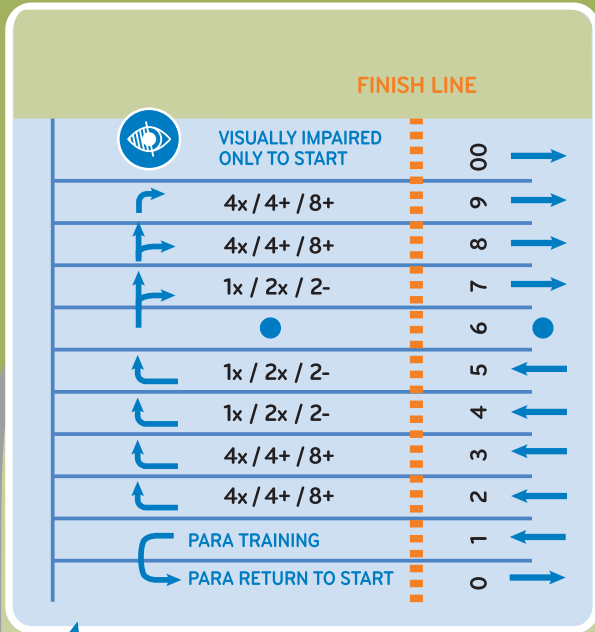 FINISH LINE
VISUALLY IMPAIRED
ONLY TO START
00
4x / 4+ / 8+
9
4x / 4+ / 8+
8
1x / 2x / 2-
7
6
1x / 2x / 2-
5
1x / 2x / 2-
4
4x / 4+ / 8+
3
4x / 4+ / 8+
2
PARA TRAINING
1
PARA RETURN TO START
0